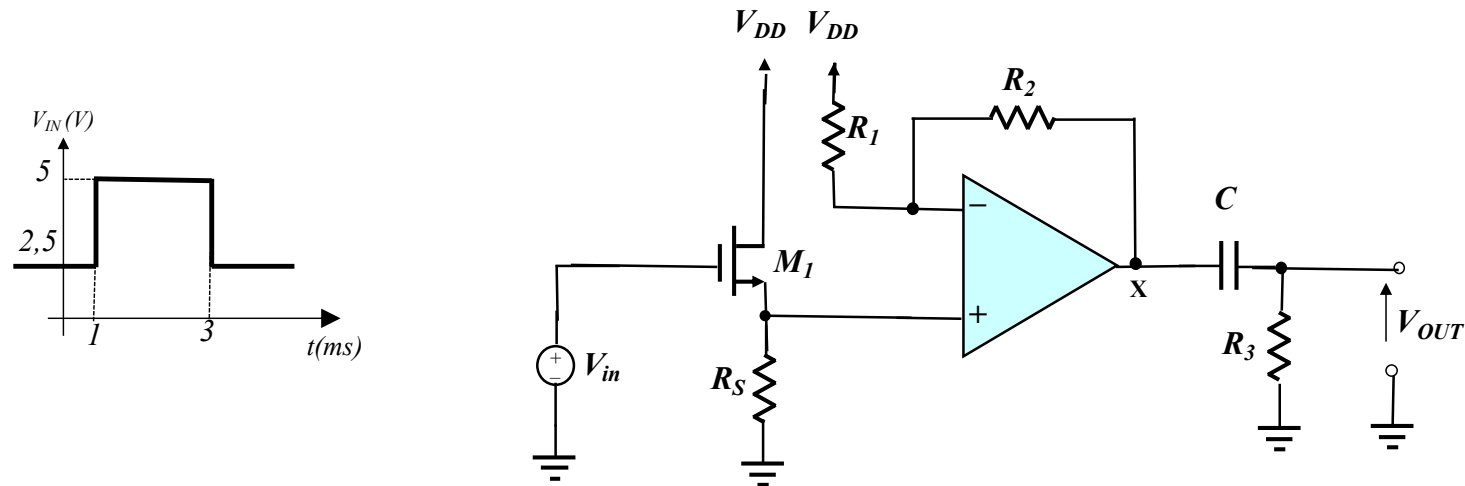 V_IN (V)
5
2,5
1
3
t(ms)
V_DD
V_DD
R_1
R_2
M_1
V_in
+
−
R_S
−
+
X
C
R_3
V_OUT